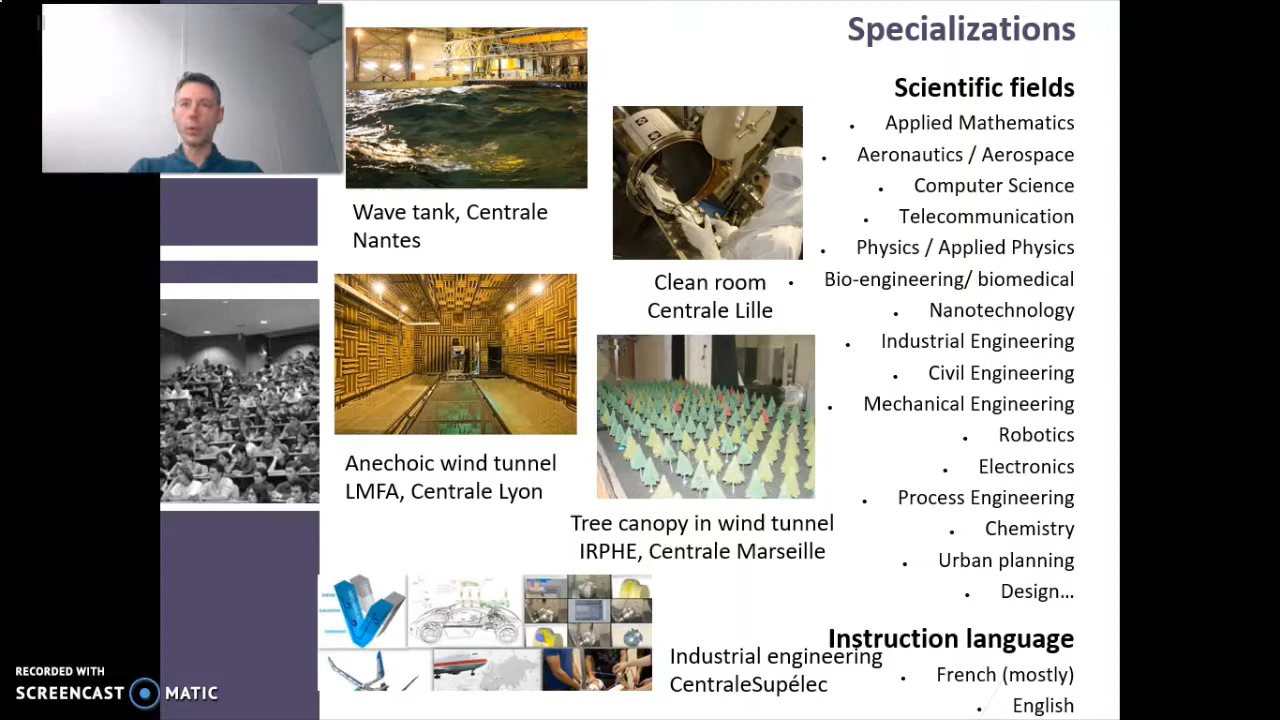 Specializations
Scientific fields
• Applied Mathematics
• Aeronautics / Aerospace
• Computer Science
• Telecommunication
• Physics / Applied Physics
• Bio-engineering/ biomedical
• Nanotechnology
• Industrial Engineering
• Civil Engineering
• Mechanical Engineering
• Robotics
• Electronics
• Process Engineering
• Chemistry
• Urban planning
• Design...
Instruction language
• French (mostly)
• English
Wave tank, Centrale
Nantes
Clean room
Centrale Lille
Anechoic wind tunnel
LMFA, Centrale Lyon
Tree canopy in wind tunnel
IRPHE, Centrale Marseille
Industrial engineering
CentraleSupélec
RECORDED WITH
SCREENCAST MATIC